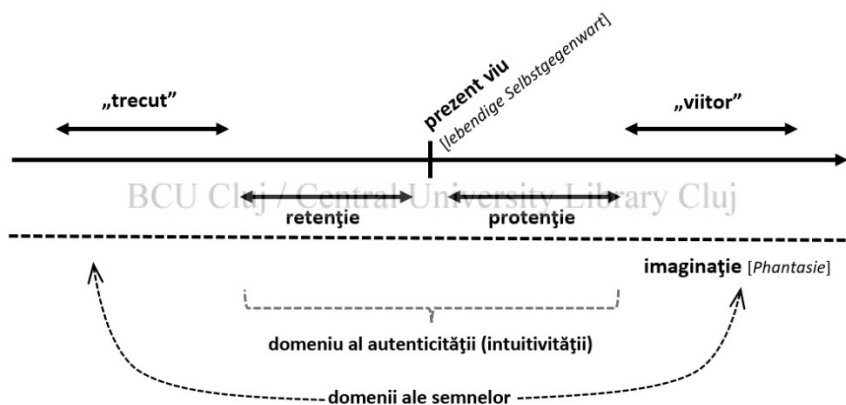 prezent viu
[lebendige Selbstgegenwart]
„trecut”
„viitor”
BCU Cluj / Central University Library Cluj
retenţie
protenţie
imaginaţie [Phantasie]
domeniu al autenticităţii (intuitivităţii)
domenii ale semnelor